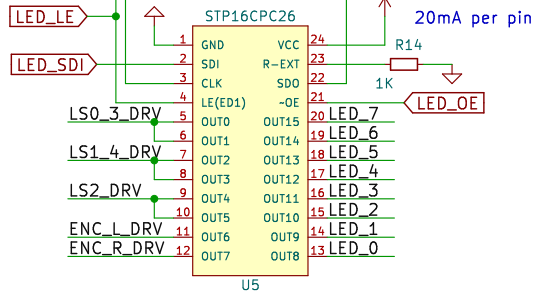 STP16CPC26
20mA per pin
LED_LE
1 GND VCC 24
R14
LED_SDI
2 SDI R-EXT 23
1K
3 CLK SDO 22
4 LE(ED1) ~OE 21
LED_OE
LS0_3_DRV 5 OUT0 OUT15 20 LED_7
6 OUT1 OUT14 19 LED_6
LS1_4_DRV 7 OUT2 OUT13 18 LED_5
8 OUT3 OUT12 17 LED_4
LS2_DRV 9 OUT4 OUT11 16 LED_3
10 OUT5 OUT10 15 LED_2
ENC_L_DRV 11 OUT6 OUT9 14 LED_1
ENC_R_DRV 12 OUT7 OUT8 13 LED_0
U5